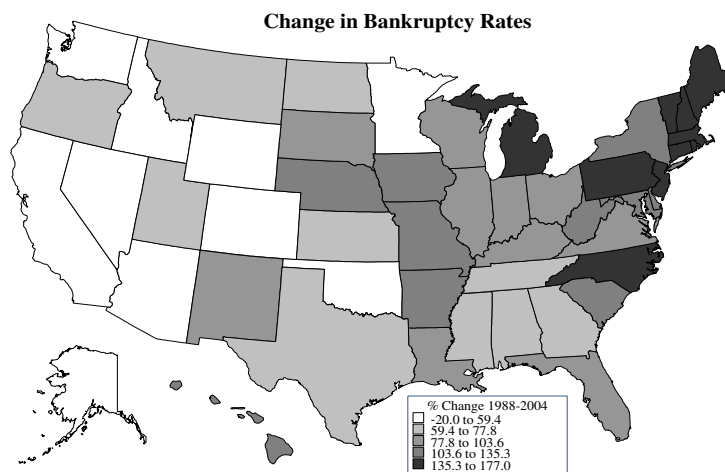 Change in Bankruptcy Rates
% Change 1988-2004
-20.0 to 59.4
59.4 to 77.8
77.8 to 103.6
103.6 to 135.3
135.3 to 177.0